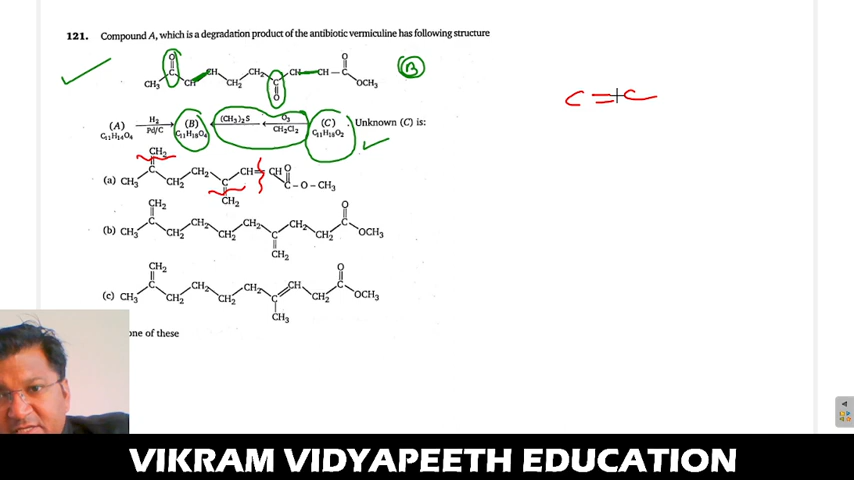 121. Compound A, which is a degradation product of the antibiotic vermiculine has following structure
O
CH₃ C CH CH CH₂ CH₂ C CH CH – C OCH₃
O
O
B
(A) H₂ (B) (CH₃)₂S O₃ (C) . Unknown (C) is:
C₁₁H₁₄O₄ Pd/C C₁₁H₁₈O₄ CH₂Cl₂ C₁₁H₁₈O₂
C = C
CH₂
(a) CH₃ C CH₂ CH₂ C CH = CH O
CH₂ C – O – CH₃
CH₂
(b) CH₃ C CH₂ CH₂ CH₂ CH₂ C CH₂ CH₂ O OCH₃
CH₂
CH₂
(c) CH₃ C CH₂ CH₂ CH₂ CH₂ C CH CH₂ C O OCH₃
CH₃
one of these
VIKRAM VIDYAPEETH EDUCATION